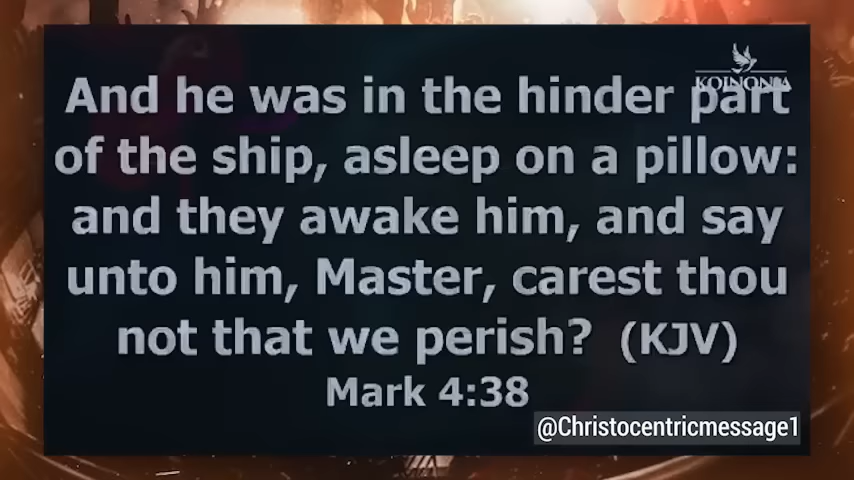 KOINONIA
And he was in the hinder part
of the ship, asleep on a pillow:
and they awake him, and say
unto him, Master, carest thou
not that we perish? (KJV)
Mark 4:38
@Christocentricmessage1